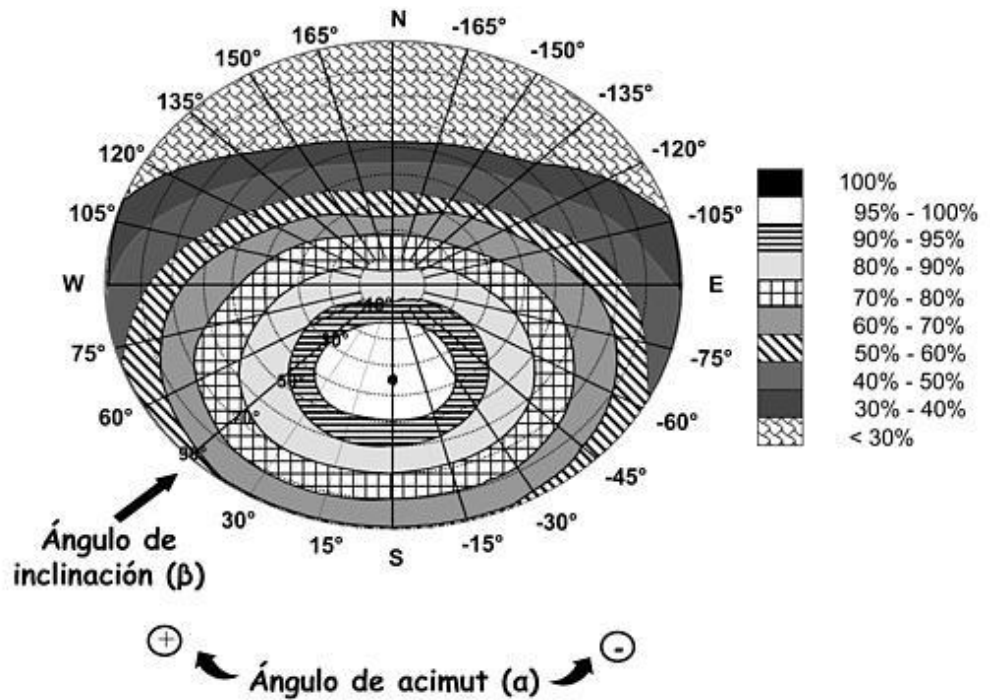 N
165°
-165°
150°
-150°
135°
-135°
120°
-120°
105°
-105°
W
E
75°
-75°
60°
-60°
-45°
30°
-30°
15°
-15°
S
50°
70°
100%
95% - 100%
90% - 95%
80% - 90%
70% - 80%
60% - 70%
50% - 60%
40% - 50%
30% - 40%
< 30%
Ángulo de
inclinación (β)
+
-
Ángulo de acimut (α)